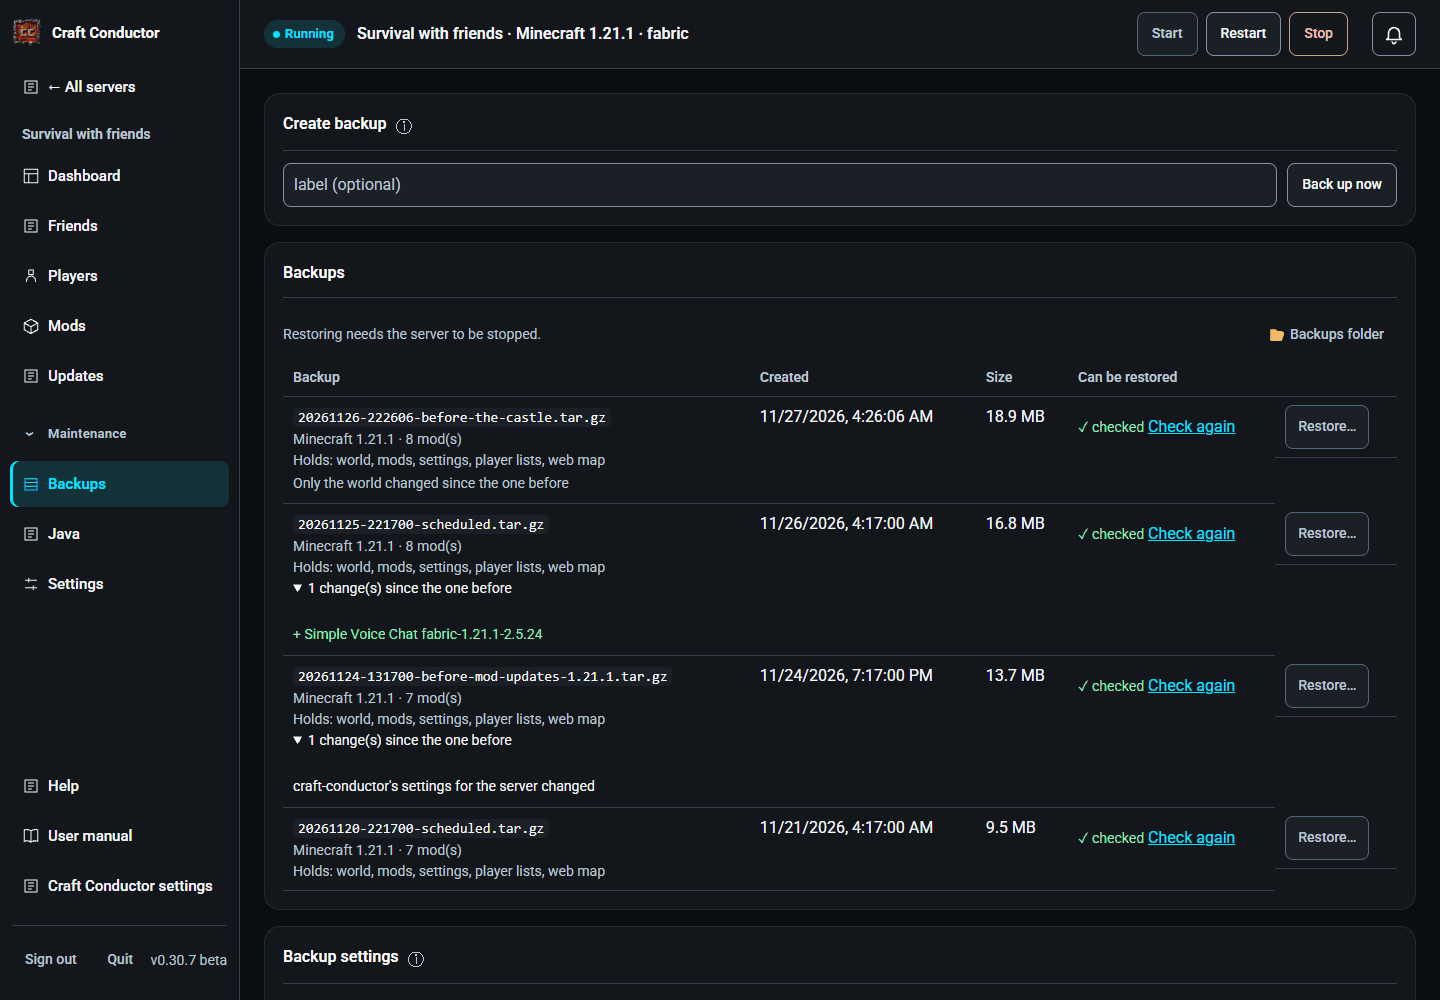 Craft Conductor
← All servers
Survival with friends
Dashboard
Friends
Players
Mods
Updates
Maintenance
Backups
Java
Settings
Help
User manual
Craft Conductor settings
Sign out Quit v0.30.7 beta
Running Survival with friends · Minecraft 1.21.1 · fabric
Start Restart Stop
Create backup
label (optional) Back up now
Backups
Restoring needs the server to be stopped. Backups folder
Backup Created Size Can be restored
20261126-222606-before-the-castle.tar.gz 11/27/2026, 4:26:06 AM 18.9 MB ✓ checked Check again Restore...
Minecraft 1.21.1 · 8 mod(s)
Holds: world, mods, settings, player lists, web map
Only the world changed since the one before
20261125-221700-scheduled.tar.gz 11/26/2026, 4:17:00 AM 16.8 MB ✓ checked Check again Restore...
Minecraft 1.21.1 · 8 mod(s)
Holds: world, mods, settings, player lists, web map
▼ 1 change(s) since the one before
+ Simple Voice Chat fabric-1.21.1-2.5.24
20261124-131700-before-mod-updates-1.21.1.tar.gz 11/24/2026, 7:17:00 PM 13.7 MB ✓ checked Check again Restore...
Minecraft 1.21.1 · 7 mod(s)
Holds: world, mods, settings, player lists, web map
▼ 1 change(s) since the one before
craft-conductor's settings for the server changed
20261120-221700-scheduled.tar.gz 11/21/2026, 4:17:00 AM 9.5 MB ✓ checked Check again Restore...
Minecraft 1.21.1 · 7 mod(s)
Holds: world, mods, settings, player lists, web map
Backup settings